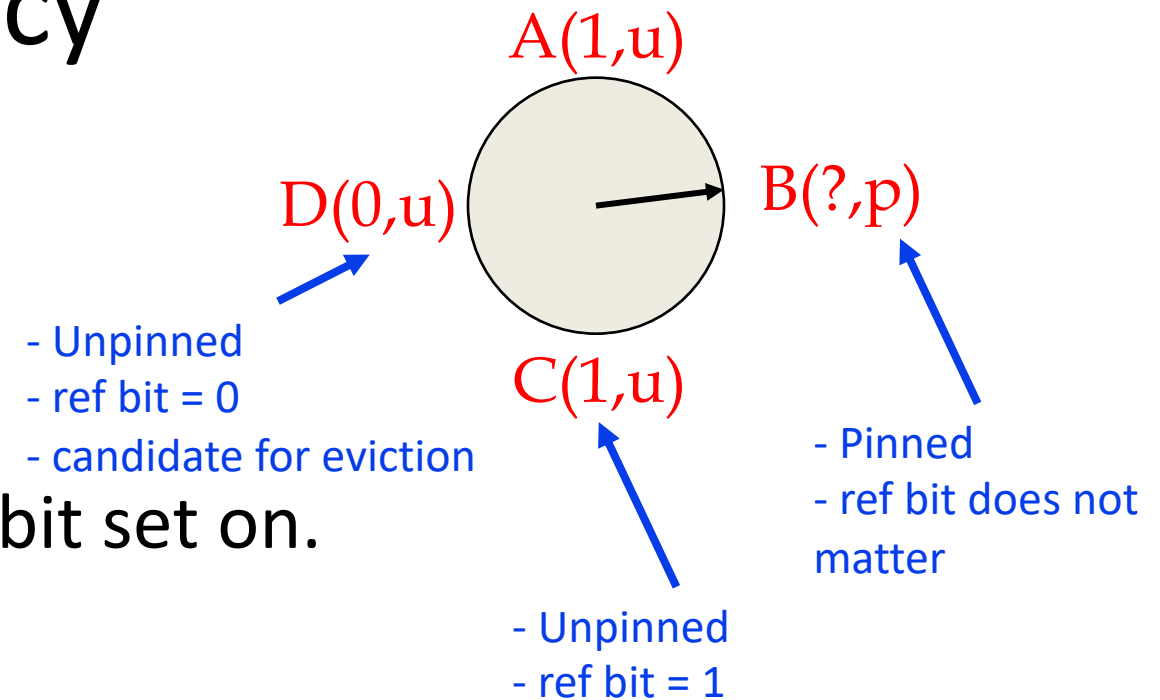 cy
A(1,u)
D(0,u)
B(?,p)
C(1,u)
- Unpinned
- ref bit = 0
- candidate for eviction
bit set on.
- Pinned
- ref bit does not
matter
- Unpinned
- ref bit = 1